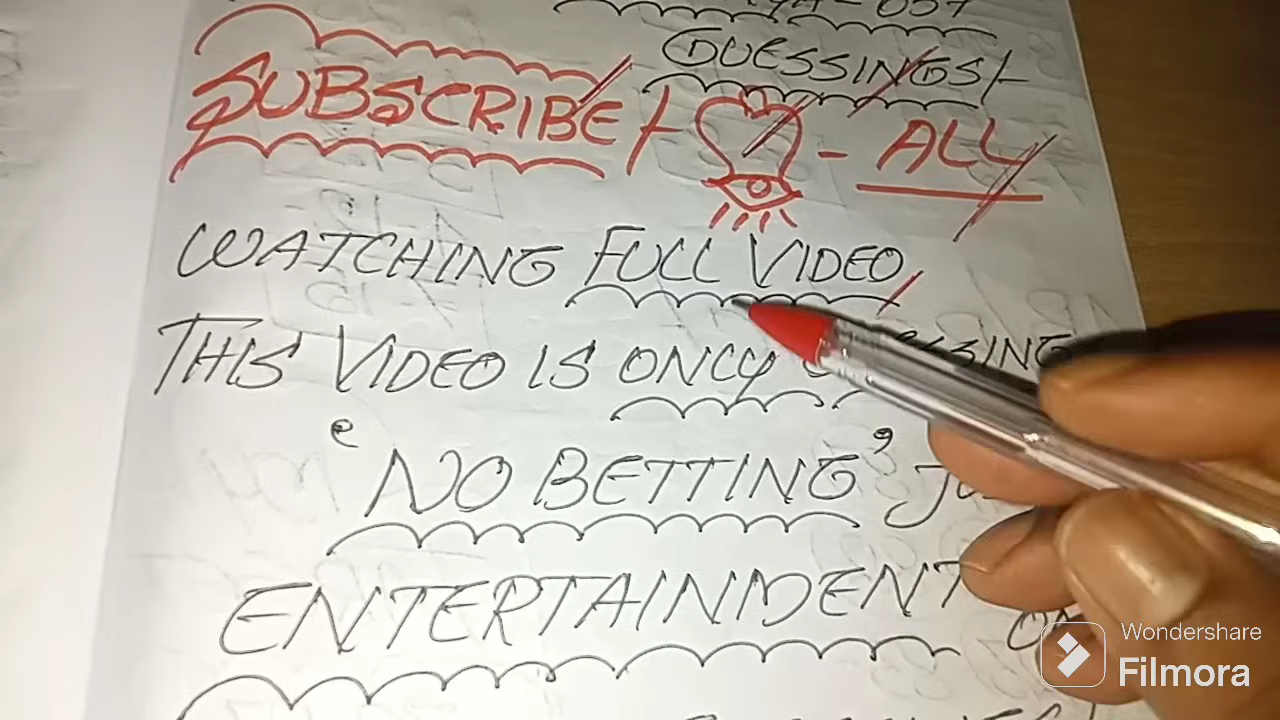 GUESSINGS/-
SUBSCRIBE/ - ALL
WATCHING FULL VIDEO
THIS VIDEO IS ONLY
"NO BETTING"
ENTERTAINMENT
Wondershare
Filmora